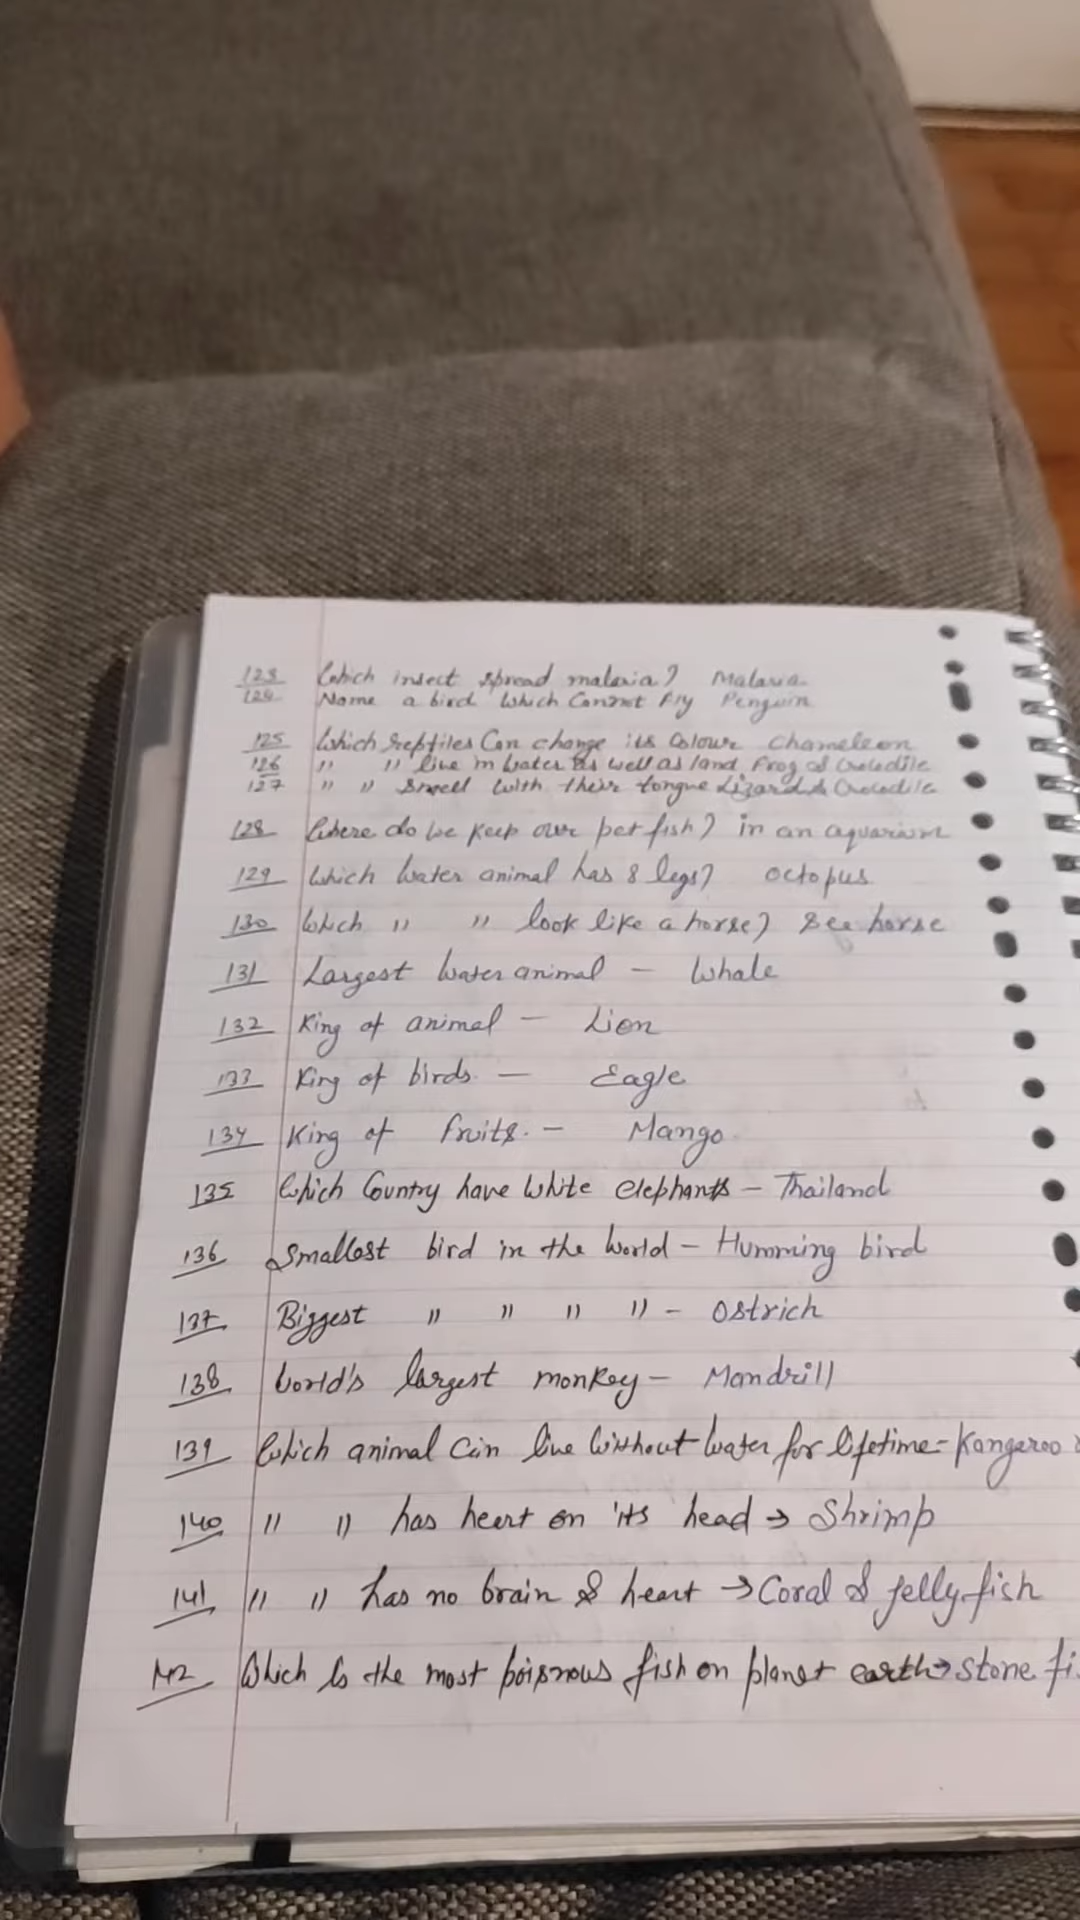 123 Which insect spread malaria? Malaria
124 Name a bird which Cannot fly Penguin
125 Which reptiles Can change its Colour Chameleon
126 " " live in water as well as land Frog & Crocodile
127 " " smell with their tongue Lizard & Crocodile
128 Where do we keep our pet fish? in an aquarium
129 Which water animal has 8 legs? octopus
130 Which " " look like a horse? See horse
131 Largest water animal - Whale
132 King of animal - Lion
133 King of birds - Eagle
134 King of fruits. - Mango
135 Which Country have white elephants - Thailand
136 Smallest bird in the world - Humming bird
137 Biggest " " " " - Ostrich
138 World's largest monkey - Mandrill
139 Which animal can live without water for lifetime = Kangaroo
140 " " has heart on its head → Shrimp
141 " " has no brain & heart → Coral & Jelly fish
142 Which is the most poisnous fish on planet earth → stone